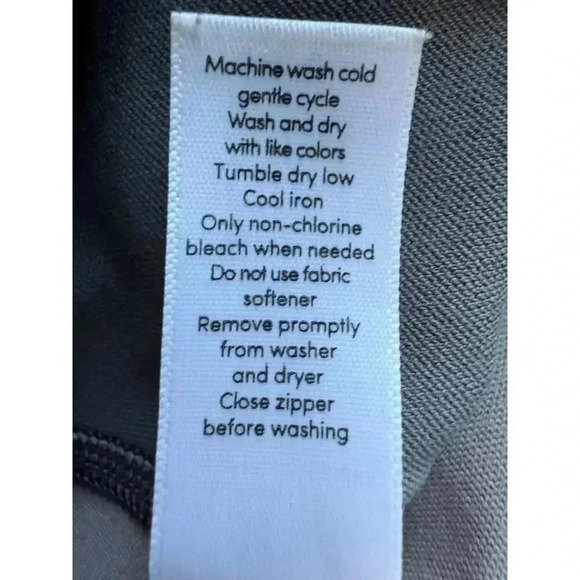 Machine wash cold
gentle cycle
Wash and dry
with like colors
Tumble dry low
Cool iron
Only non-chlorine
bleach when needed
Do not use fabric
softener
Remove promptly
from washer
and dryer
Close zipper
before washing